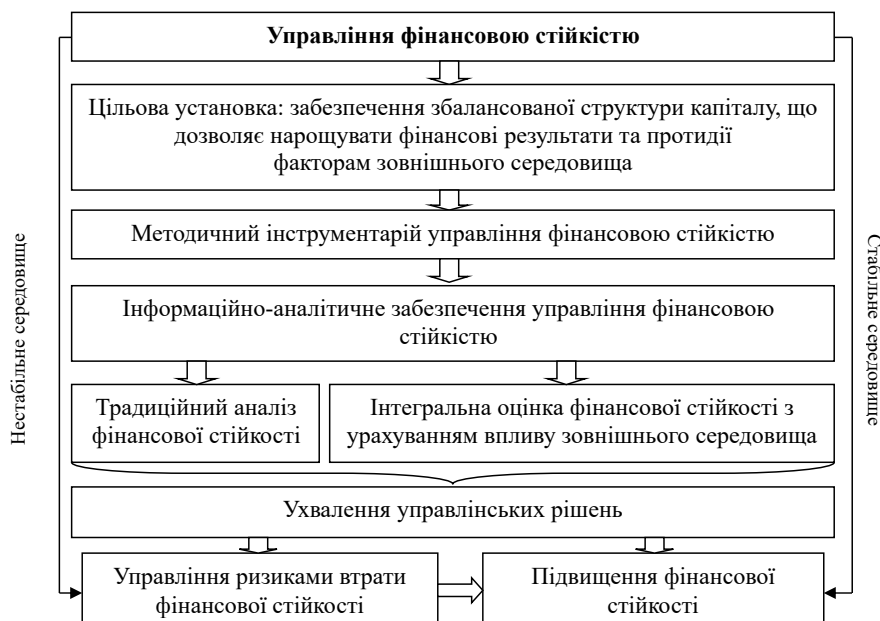 Управління фінансовою стійкістю
Цільова установка: забезпечення збалансованої структури капіталу, що
дозволяє нарощувати фінансові результати та протидії
факторам зовнішнього середовища
Методичний інструментарій управління фінансовою стійкістю
Інформаційно-аналітичне забезпечення управління фінансовою
стійкістю
Традиційний аналіз
фінансової стійкості
Інтегральна оцінка фінансової стійкості з
урахуванням впливу зовнішнього середовища
Ухвалення управлінських рішень
Управління ризиками втрати
фінансової стійкості
Підвищення фінансової
стійкості
Нестабільне середовище
Стабільне середовище